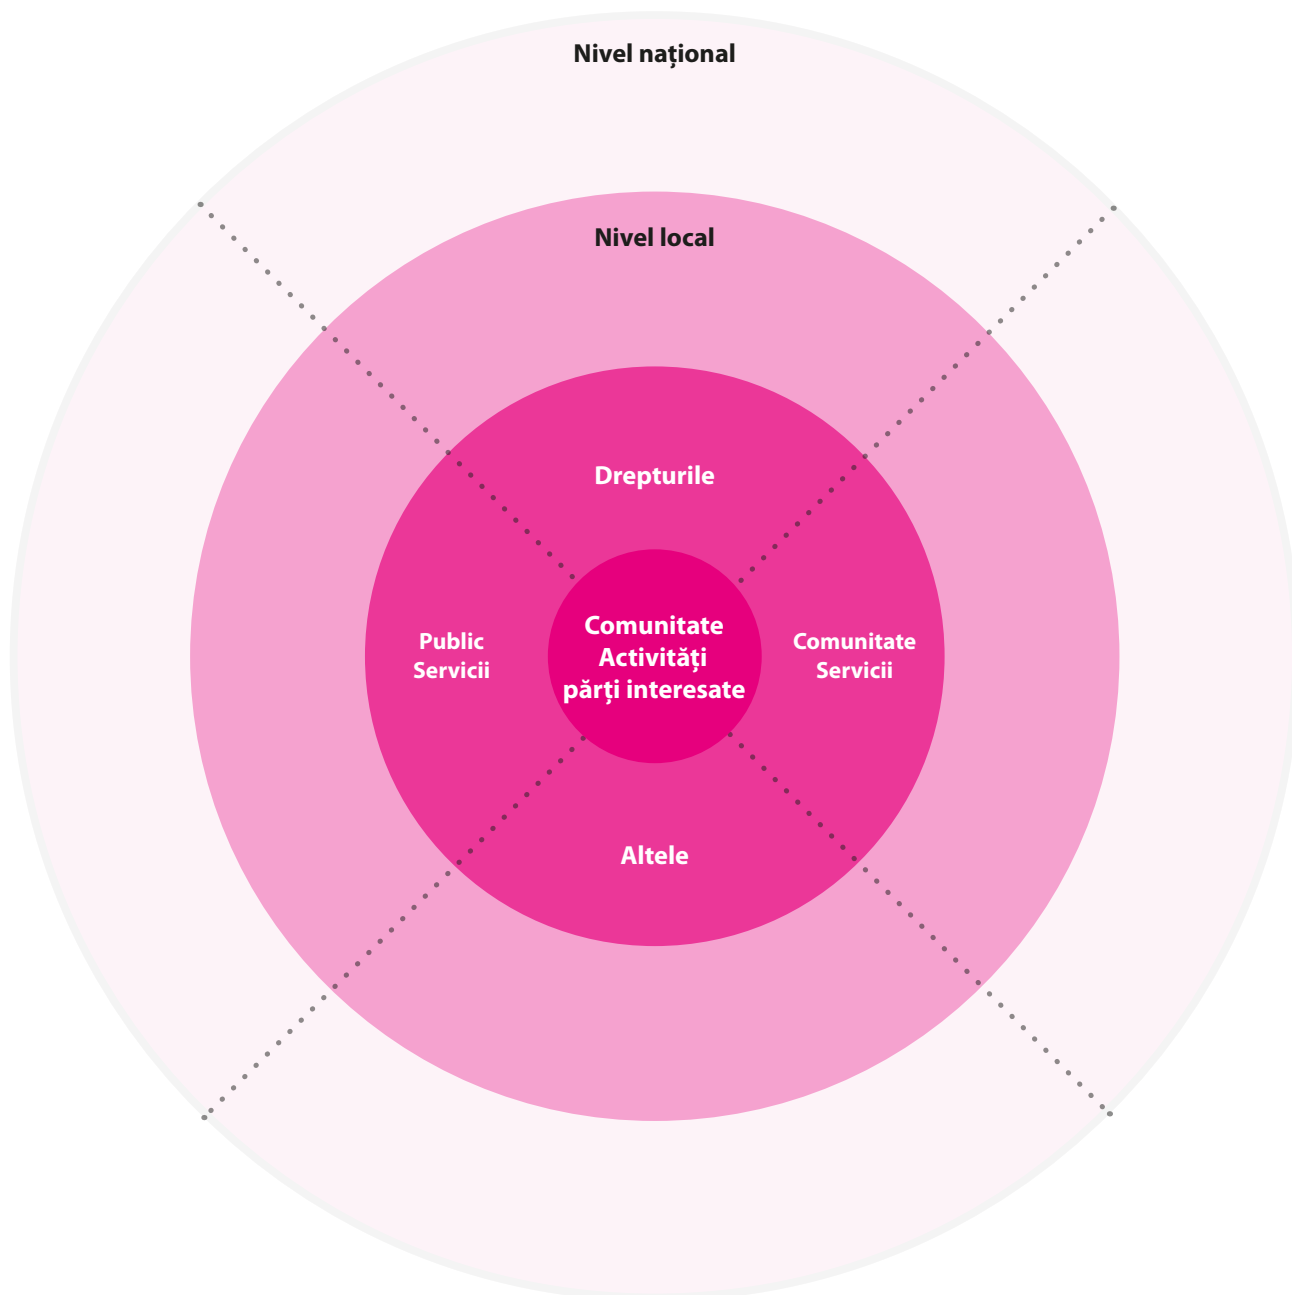 Nivel național
Nivel local
Drepturile
Public
Servicii
Comunitate
Activități
părți interesate
Comunitate
Servicii
Altele